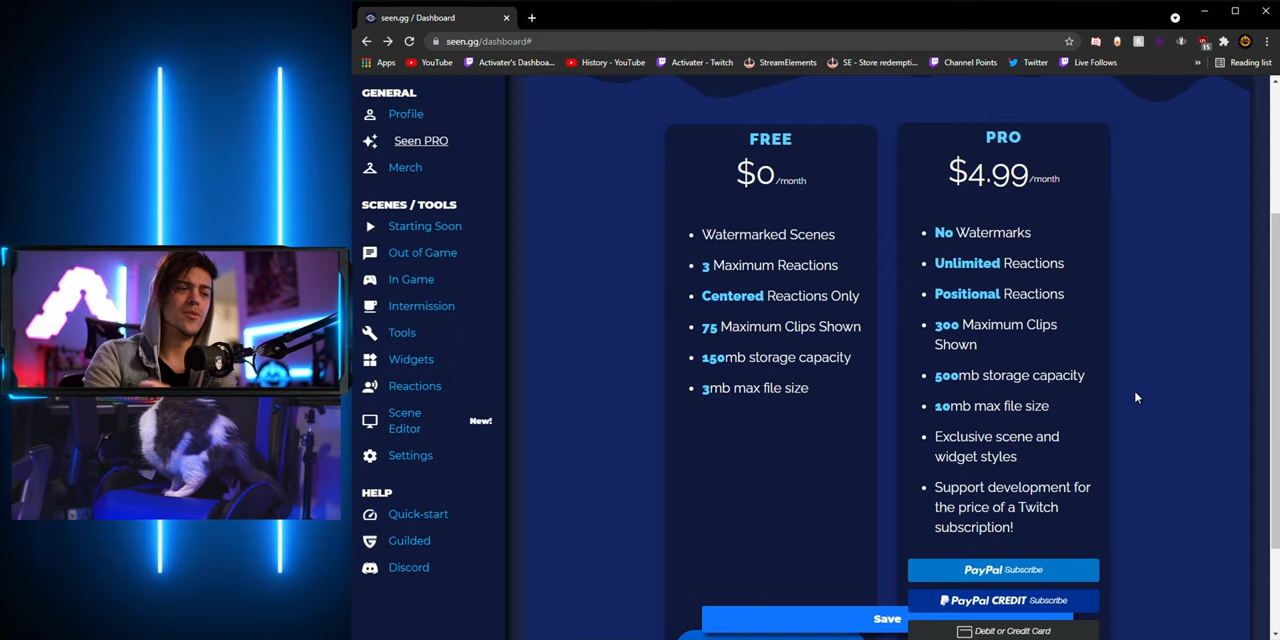 seen.gg / Dashboard
seen.gg/dashboard#
15
Apps
YouTube
Activater's Dashboa...
History - YouTube
Activater - Twitch
StreamElements
SE - Store redempti...
Channel Points
Twitter
Live Follows
»
Reading list
GENERAL
Profile
Seen PRO
Merch
SCENES / TOOLS
Starting Soon
Out of Game
In Game
Intermission
Tools
Widgets
Reactions
Scene
Editor
New!
Settings
HELP
Quick-start
Guilded
Discord
FREE
$0/month
• Watermarked Scenes
• 3 Maximum Reactions
• Centered Reactions Only
• 75 Maximum Clips Shown
• 150mb storage capacity
• 3mb max file size
PRO
$4.99/month
• No Watermarks
• Unlimited Reactions
• Positional Reactions
• 300 Maximum Clips
Shown
• 500mb storage capacity
• 10mb max file size
• Exclusive scene and
widget styles
• Support development for
the price of a Twitch
subscription!
PayPal Subscribe
PayPal CREDIT Subscribe
Save
Debit or Credit Card